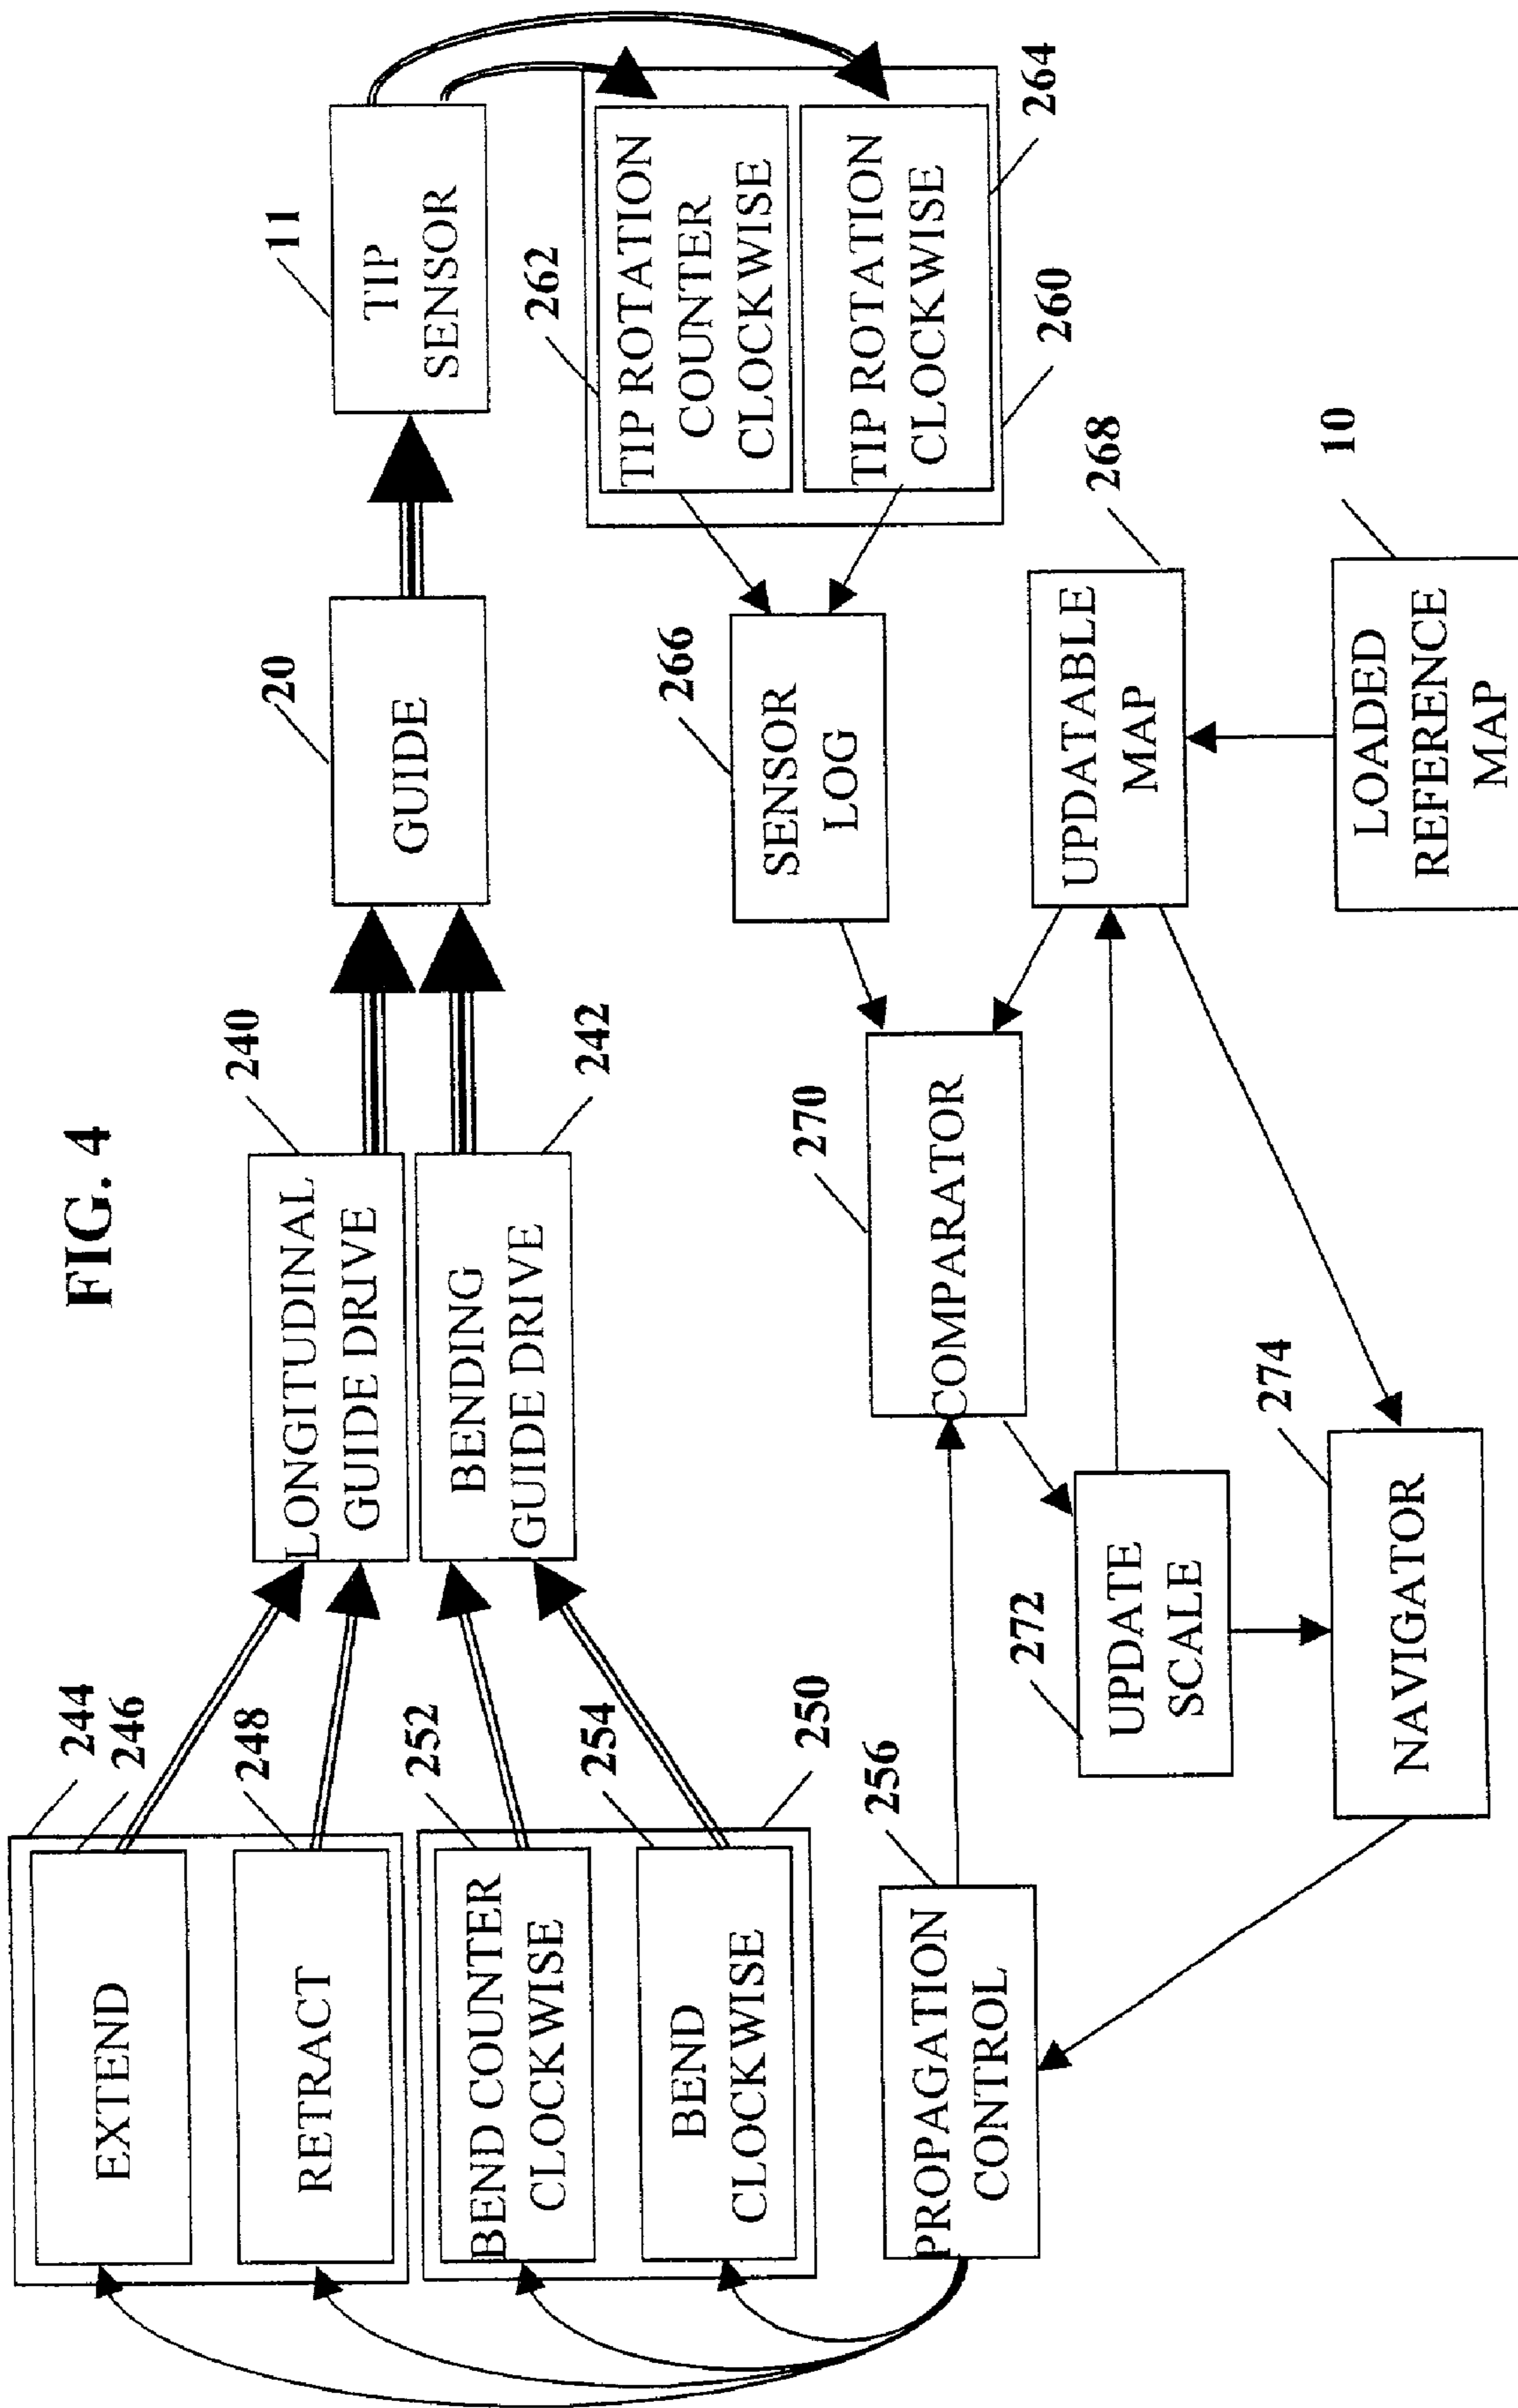 FIG. 4
244
246
EXTEND
248
RETRACT
252
BEND COUNTER
CLOCKWISE
254
BEND
CLOCKWISE
250
240
LONGITUDINAL
GUIDE DRIVE
BENDING
GUIDE DRIVE
242
20
GUIDE
11
TIP
SENSOR
262
TIP ROTATION
COUNTER
CLOCKWISE
TIP ROTATION
CLOCKWISE
264
260
266
SENSOR
LOG
268
UPDATABLE
MAP
10
LOADED
REFERENCE
MAP
270
COMPARATOR
272
UPDATE
SCALE
274
NAVIGATOR
256
PROPAGATION
CONTROL